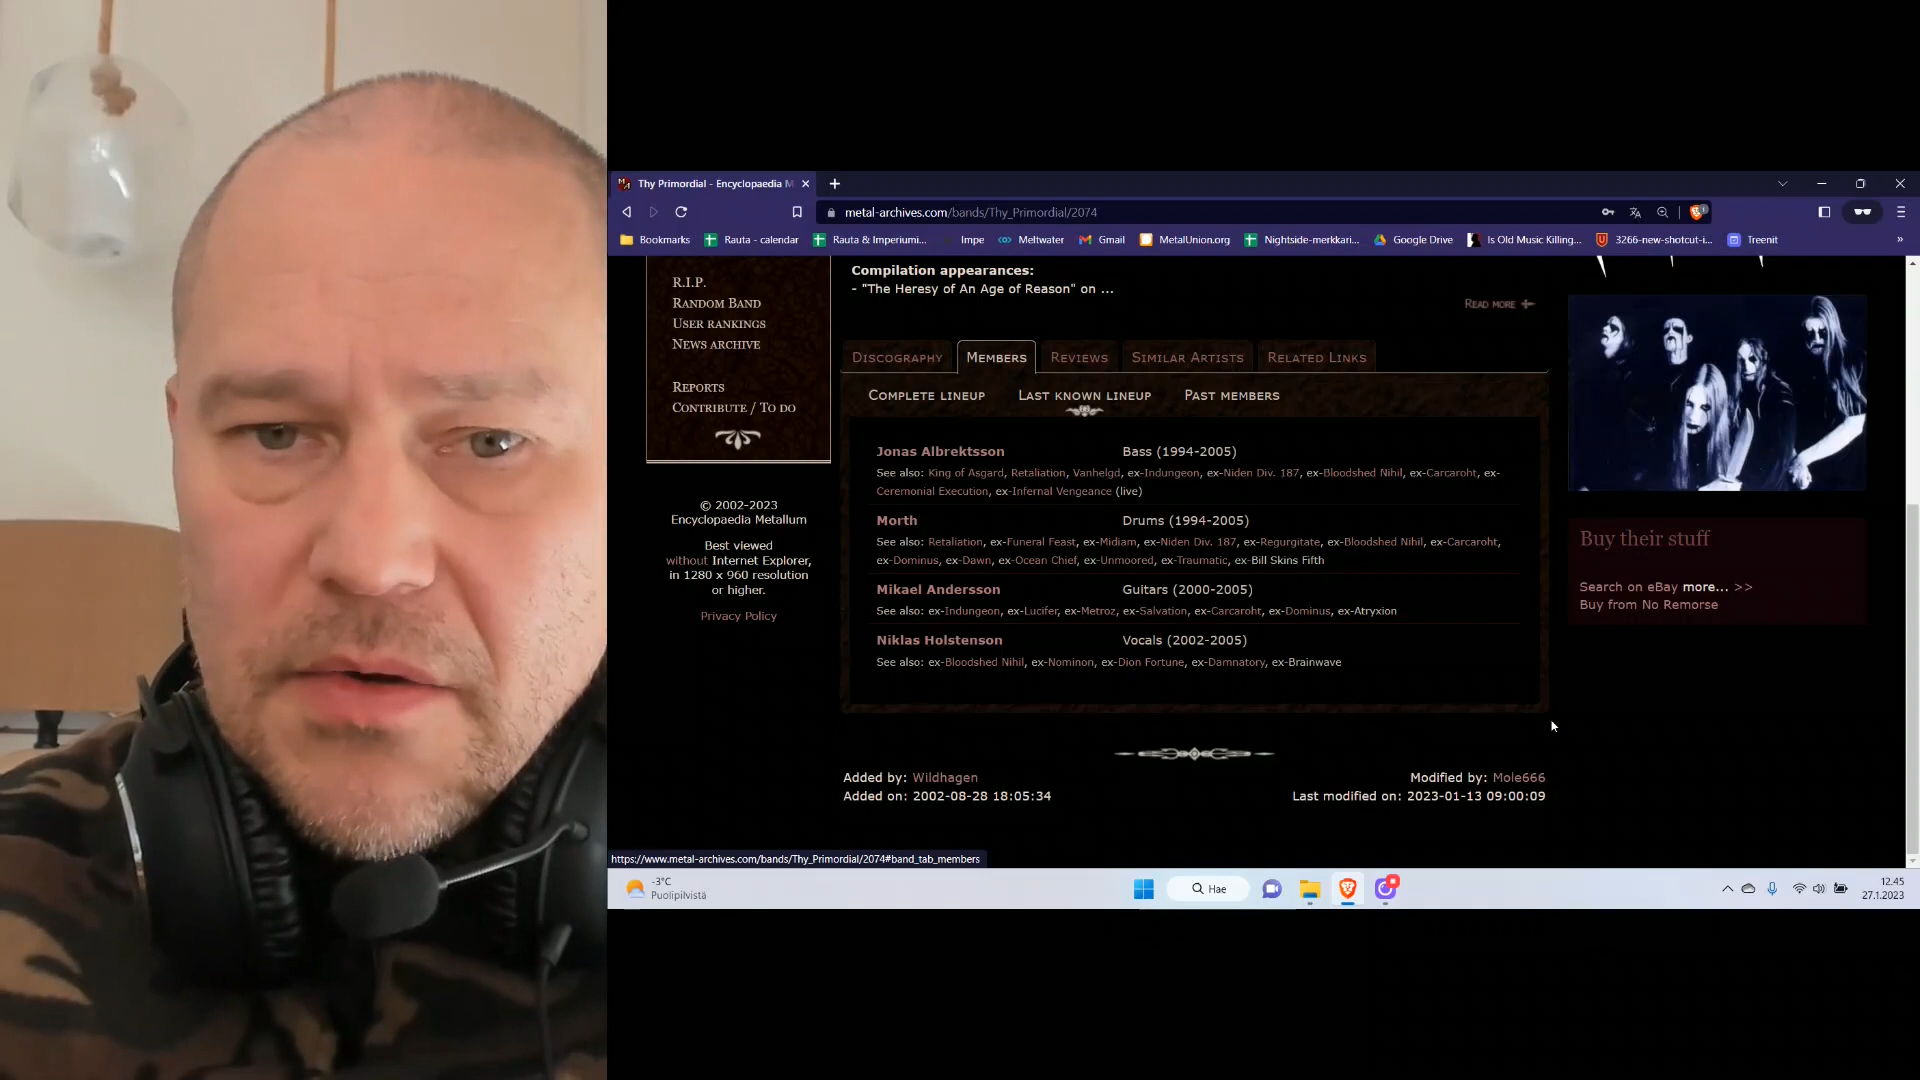 Thy Primordial - Encyclopaedia M
metal-archives.com/bands/Thy_Primordial/2074
Bookmarks Rauta - calendar Rauta & Imperiumi... Impe Meltwater Gmail MetalUnion.org Nightside-merkkari... Google Drive Is Old Music Killing... 3266-new-shotcut-i... Treenit »
R.I.P.
Random Band
User rankings
News archive
Reports
Contribute / To do
© 2002-2023
Encyclopaedia Metallum
Best viewed
without Internet Explorer,
in 1280 x 960 resolution
or higher.
Privacy Policy
Compilation appearances:
- "The Heresy of An Age of Reason" on ...
Read more
Discography Members Reviews Similar Artists Related Links
Complete lineup Last known lineup Past members
Jonas Albrektsson Bass (1994-2005)
See also: King of Asgard, Retaliation, Vanhelgd, ex-Indungeon, ex-Niden Div. 187, ex-Bloodshed Nihil, ex-Carcaroht, ex-
Ceremonial Execution, ex-Infernal Vengeance (live)
Morth Drums (1994-2005)
See also: Retaliation, ex-Funeral Feast, ex-Midiam, ex-Niden Div. 187, ex-Regurgitate, ex-Bloodshed Nihil, ex-Carcaroht,
ex-Dominus, ex-Dawn, ex-Ocean Chief, ex-Unmoored, ex-Traumatic, ex-Bill Skins Fifth
Mikael Andersson Guitars (2000-2005)
See also: ex-Indungeon, ex-Lucifer, ex-Metroz, ex-Salvation, ex-Carcaroht, ex-Dominus, ex-Atryxion
Niklas Holstenson Vocals (2002-2005)
See also: ex-Bloodshed Nihil, ex-Nominon, ex-Dion Fortune, ex-Damnatory, ex-Brainwave
Buy their stuff
Search on eBay more... >>
Buy from No Remorse
Added by: Wildhagen
Added on: 2002-08-28 18:05:34
Modified by: Mole666
Last modified on: 2023-01-13 09:00:09
https://www.metal-archives.com/bands/Thy_Primordial/2074#band_tab_members
-3°C
Puolipilvistä
Hae
12.45
27.1.2023